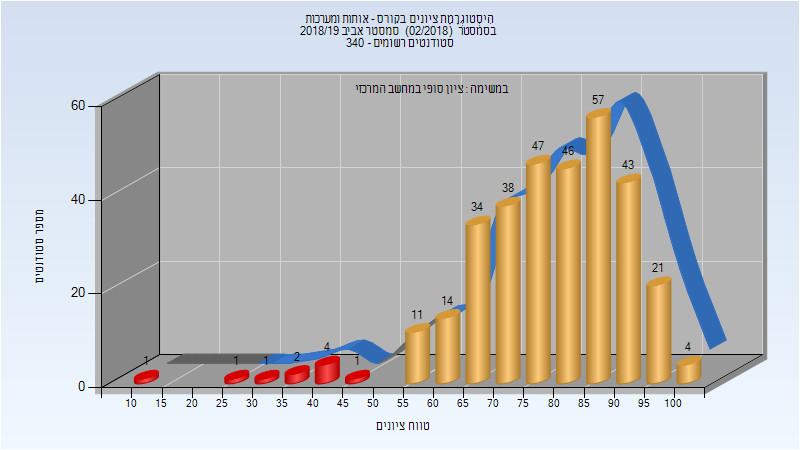 היסטוגרמת ציונים בקורס - אותות ומערכות
בסמסטר (02/2018) סמסטר אביב 2018/19
סטודנטים רשומים - 340
במשימה : ציון סופי במחשב המרכזי
60
40
20
0
מספר סטודנטים
1
1
1
2
4
1
11
14
34
38
47
46
57
43
21
4
10 15 20 25 30 35 40 45 50 55 60 65 70 75 80 85 90 95 100
טווח ציונים